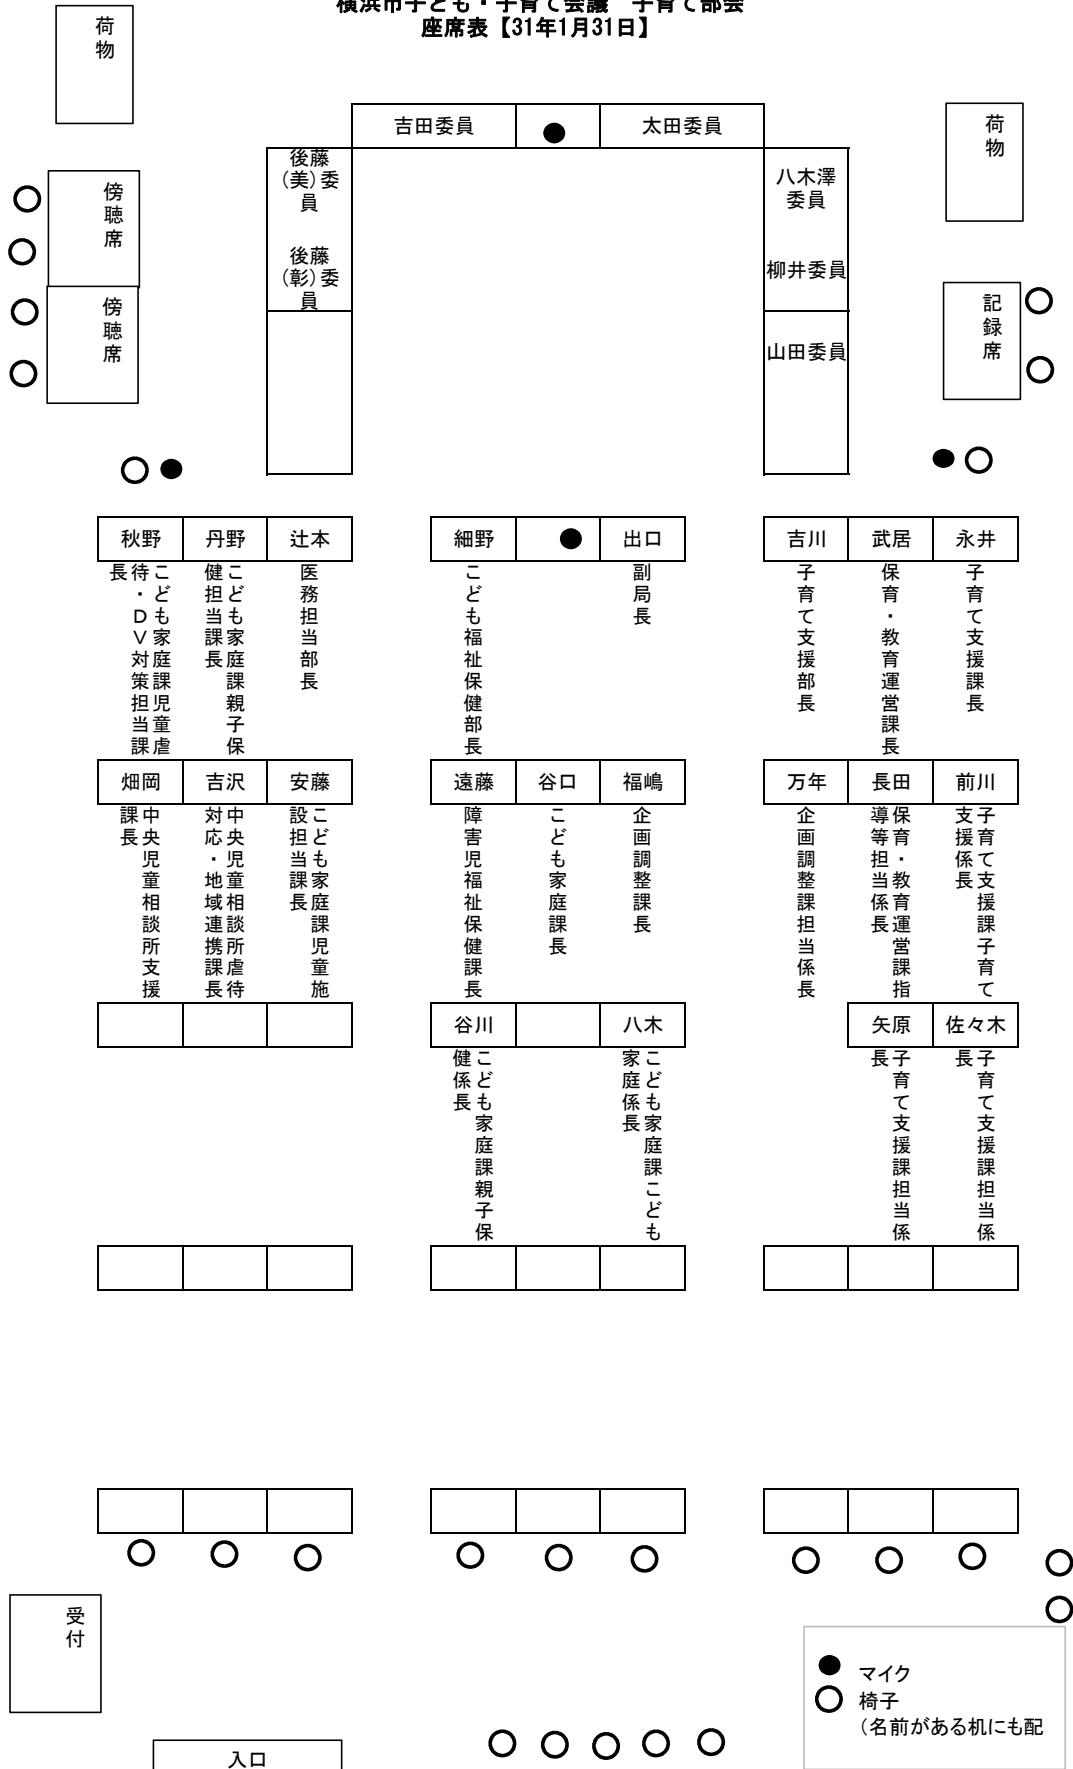 横浜市子ども・子育て会議　子育て部会
座席表【31年1月31日】
荷物
吉田委員
太田委員
荷物
後藤
（美）委
員
八木澤
委員
傍聴席
後藤
（彰）委
員
柳井委員
傍聴席
記録席
山田委員
秋野
丹野
辻本
細野
出口
吉川
武居
永井
こども家庭課児童虐
待・DV対策担当課
長
こども家庭課親子保
健担当課長
医務担当部長
こども福祉保健部長
副局長
子育て支援部長
保育・教育運営課長
子育て支援課長
畑岡
吉沢
安藤
遠藤
谷口
福嶋
万年
長田
前川
中央児童相談所支援
課長
中央児童相談所虐待
対応・地域連携課長
こども家庭課児童施
設担当課長
障害児福祉保健課長
こども家庭課長
企画調整課長
企画調整課担当係長
保育・教育運営課指
導等担当係長
子育て支援課子育て
支援係長
谷川
八木
矢原
佐々木
こども家庭課親子保
健係長
こども家庭課こども
家庭係長
子育て支援課担当係
長
子育て支援課担当係
長
受付
入口
マイク
椅子
（名前がある机にも配